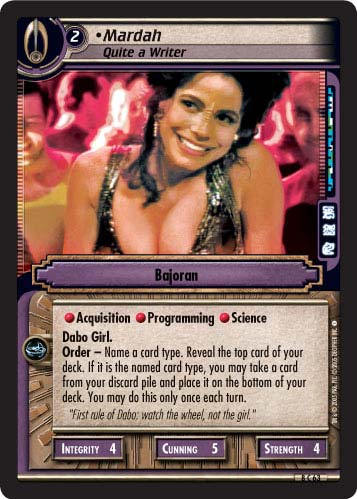 2
•Mardah
Quite a Writer
Bajoran
Acquisition Programming Science
Dabo Girl.
Order – Name a card type. Reveal the top card of your
deck. If it is the named card type, you may take a card
from your discard pile and place it on the bottom of your
deck. You may do this only once each turn.
"First rule of Dabo: watch the wheel, not the girl."
INTEGRITY 4 CUNNING 5 STRENGTH 4
8 C 63